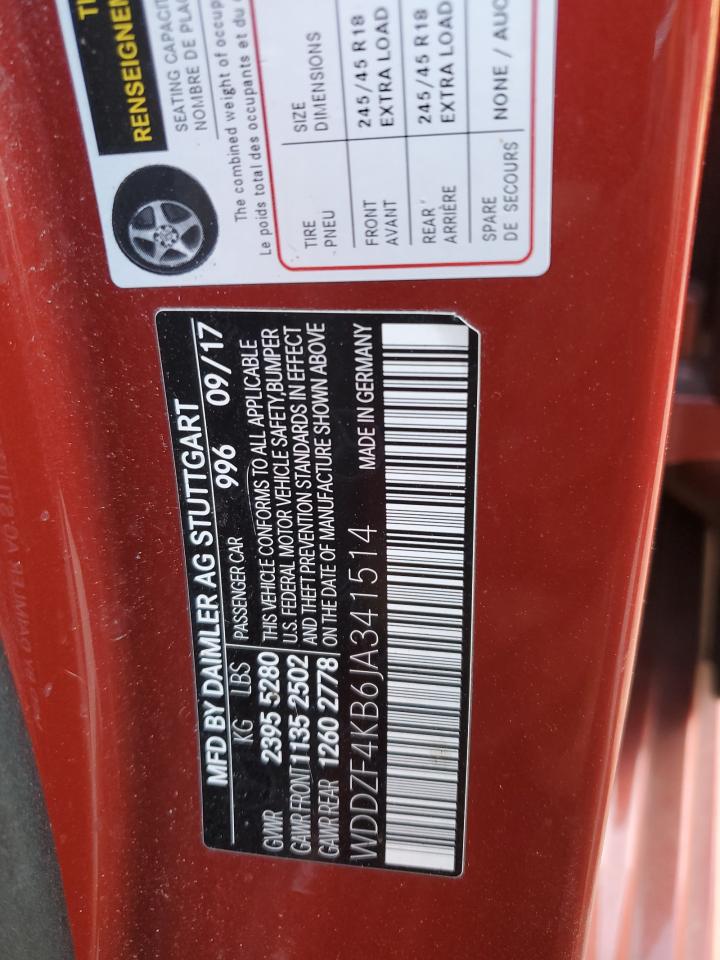 MFD BY DAIMLER AG STUTTGART
996 09/17
KG LBS PASSENGER CAR
GVWR 2395 5280 THIS VEHICLE CONFORMS TO ALL APPLICABLE
GAWR FRONT 1135 2502 U.S. FEDERAL MOTOR VEHICLE SAFETY, BUMPER
AND THEFT PREVENTION STANDARDS IN EFFECT
GAWR REAR 1260 2778 ON THE DATE OF MANUFACTURE SHOWN ABOVE
WDDZF4KB6JA341514 MADE IN GERMANY
RENSEIGNEM
SEATING CAPACIT
NOMBRE DE PLA
The combined weight of occup
Le poids total des occupants et du
TIRE SIZE
PNEU DIMENSIONS
FRONT 245/45 R18
AVANT EXTRA LOAD
REAR 245/45 R18
ARRIÈRE EXTRA LOAD
SPARE NONE / AUC
DE SECOURS